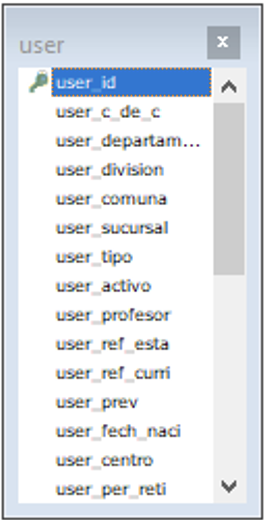 user
user_id
user_c_de_c
user_departam...
user_division
user_comuna
user_sucursal
user_tipo
user_activo
user_profesor
user_ref_esta
user_ref_curri
user_prev
user_fech_naci
user_centro
user_per_reti